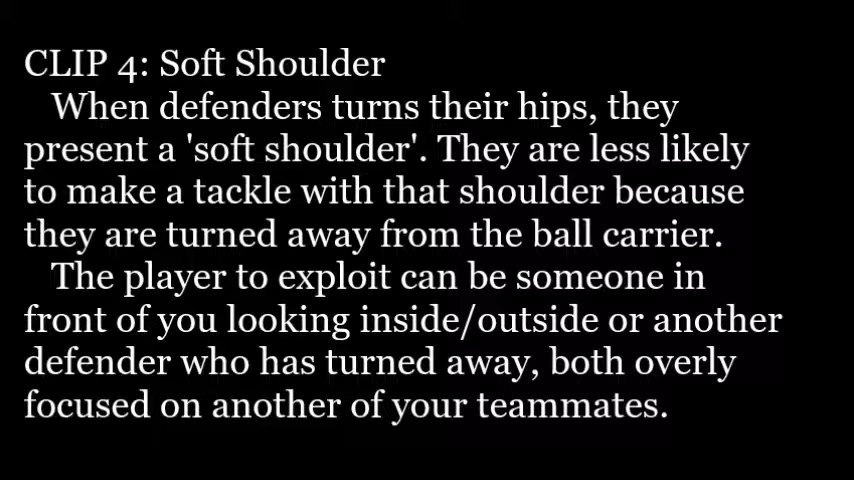 CLIP 4: Soft Shoulder
When defenders turns their hips, they
present a 'soft shoulder'. They are less likely
to make a tackle with that shoulder because
they are turned away from the ball carrier.
The player to exploit can be someone in
front of you looking inside/outside or another
defender who has turned away, both overly
focused on another of your teammates.